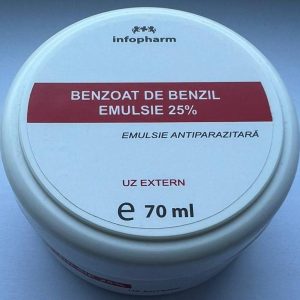 infopharm
BENZOAT DE BENZIL
EMULSIE 25%
EMULSIE ANTIPARAZITARĂ
UZ EXTERN
e 70 ml